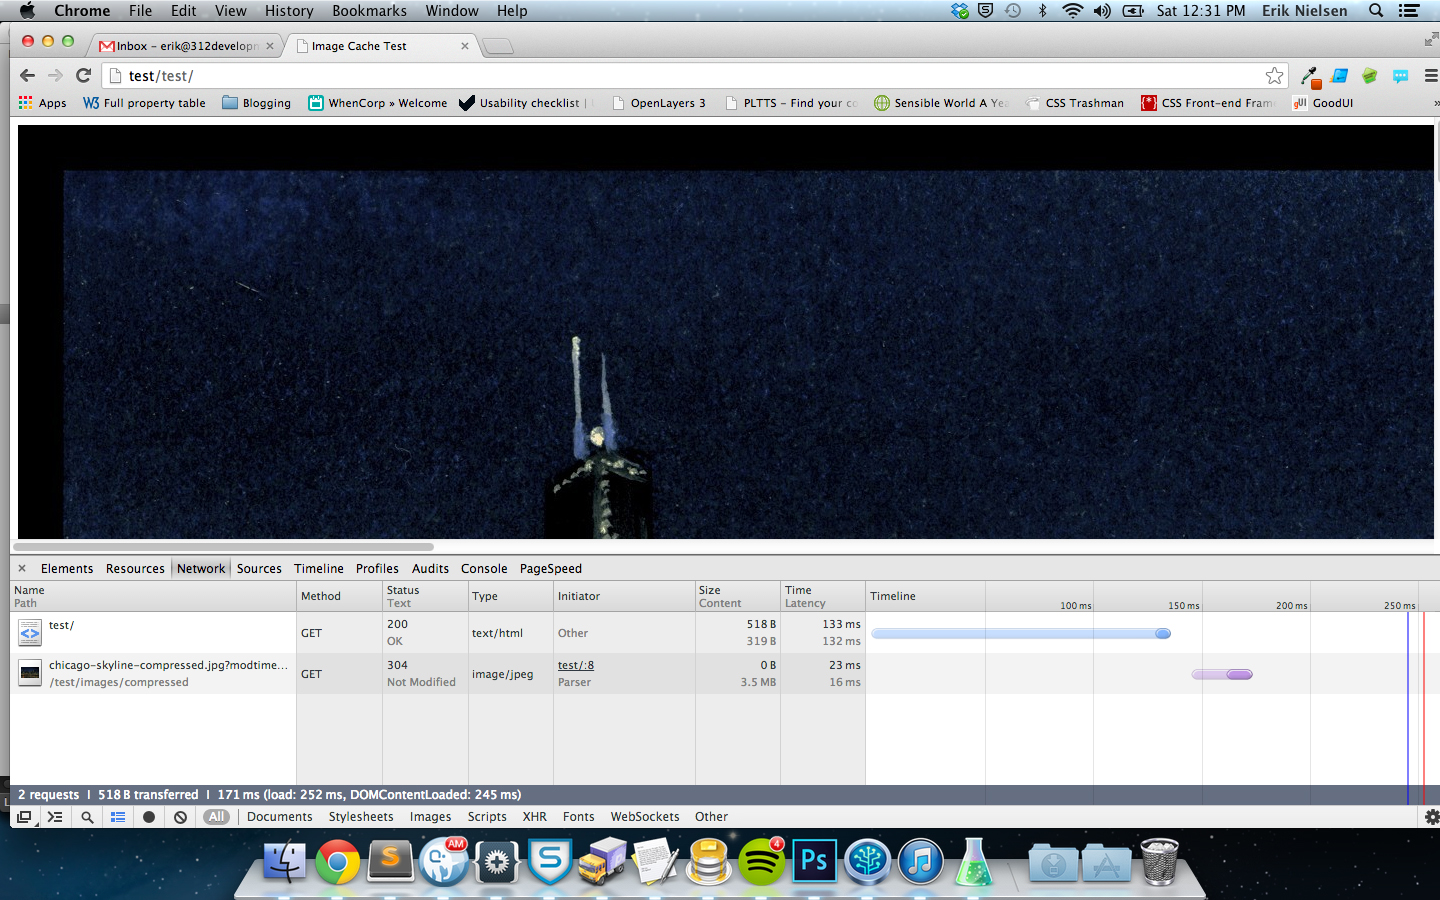 Chrome File Edit View History Bookmarks Window Help Sat 12:31 PM Erik Nielsen
Inbox – erik@312developm Image Cache Test
test/test/
Apps W3 Full property table Blogging WhenCorp » Welcome Usability checklist | OpenLayers 3 PLTTS – Find your co Sensible World A Yea CSS Trashman {*} CSS Front-end Fram gUI GoodUI »
Elements Resources Network Sources Timeline Profiles Audits Console PageSpeed
Name Method Status Type Initiator Size Time Timeline
Path Text Content Latency 100 ms 150 ms 200 ms 250 ms
test/ GET 200 text/html Other 518 B 133 ms
OK 319 B 132 ms
chicago-skyline-compressed.jpg?modtime... GET 304 image/jpeg test/:8 0 B 23 ms
/test/images/compressed Not Modified Parser 3.5 MB 16 ms
2 requests | 518 B transferred | 171 ms (load: 252 ms, DOMContentLoaded: 245 ms)
All Documents Stylesheets Images Scripts XHR Fonts WebSockets Other
S AM S 4 Ps